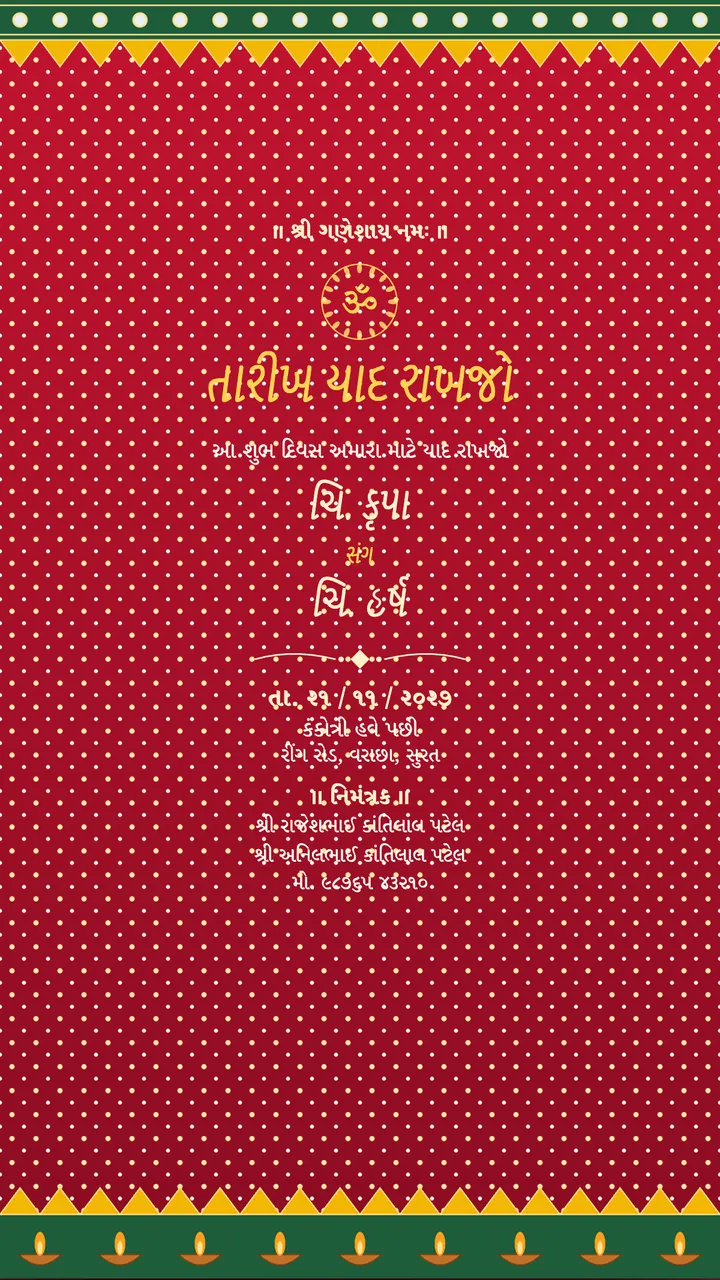 ॥ શ્રી ગણેશાય નમઃ ॥
ૐ
તારીખ યાદ રાખજો
આ શુભ દિવસ અમારા માટે યાદ રાખજો
ચિ. કૃપા
સંગ
ચિ. હર્ષ
તા. ૨૧ / ૧૧ / ૨૦૨૭
કંકોત્રી હવે પછી
રીંગ રોડ, વરાછા, સુરત
॥ નિમંત્રક ॥
શ્રી રાજેશભાઈ કાંતિલાલ પટેલ
શ્રી અનિલભાઈ કાંતિલાલ પટેલ
મો. ૯૮૭૬૫ ૪૩૨૧૦